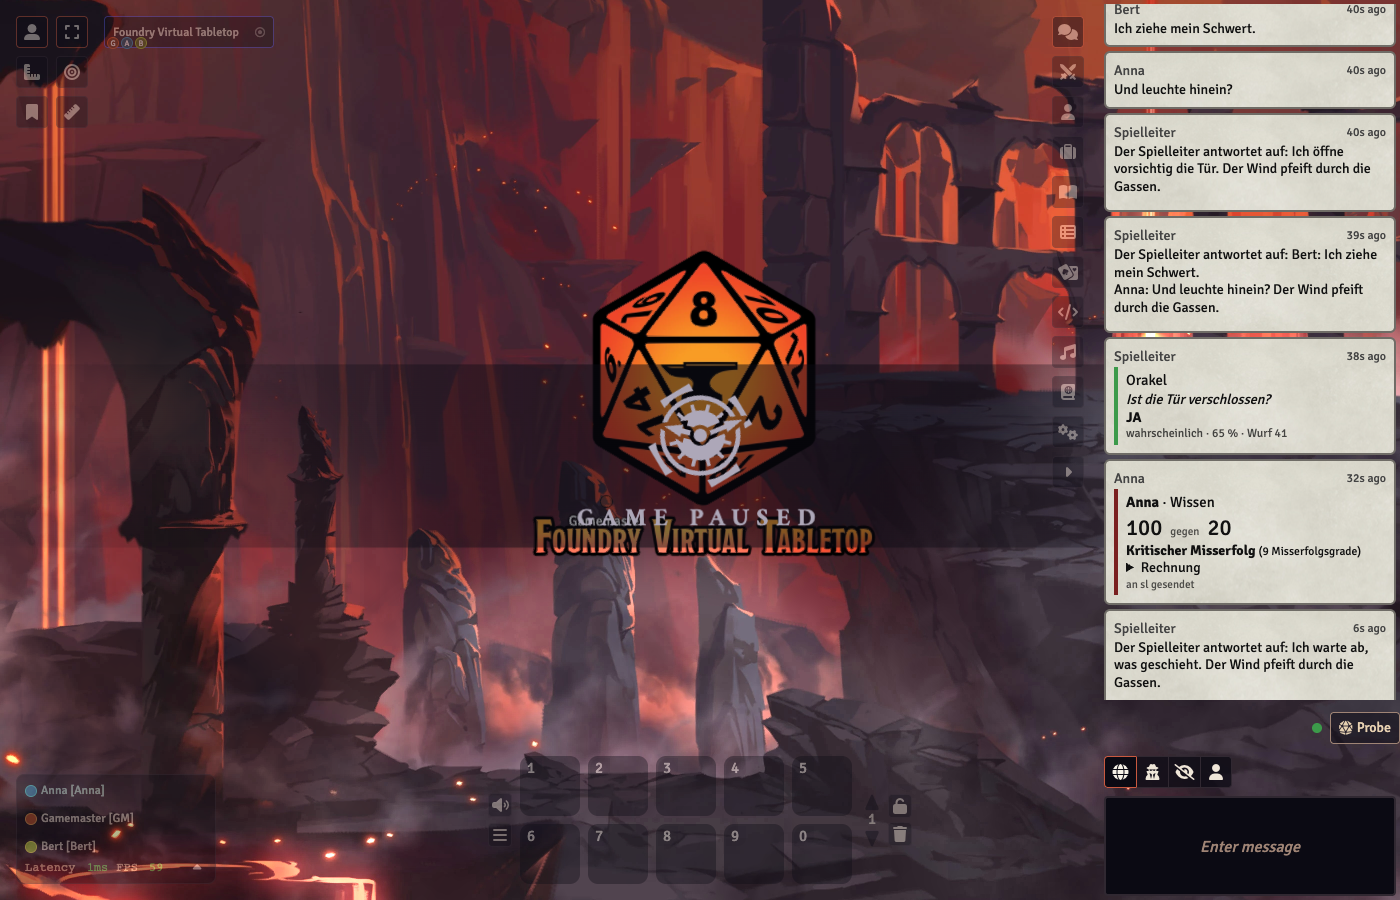 Foundry Virtual Tabletop
G A B
Bert 40s ago
Ich ziehe mein Schwert.
Anna 40s ago
Und leuchte hinein?
Spielleiter 40s ago
Der Spielleiter antwortet auf: Ich öffne
vorsichtig die Tür. Der Wind pfeift durch die
Gassen.
Spielleiter 39s ago
Der Spielleiter antwortet auf: Bert: Ich ziehe
mein Schwert.
Anna: Und leuchte hinein? Der Wind pfeift
durch die Gassen.
Spielleiter 38s ago
Orakel
Ist die Tür verschlossen?
JA
wahrscheinlich · 65 % · Wurf 41
Anna 32s ago
Anna · Wissen
100 gegen 20
Kritischer Misserfolg (9 Misserfolgsgrade)
Rechnung
an sl gesendet
Spielleiter 6s ago
Der Spielleiter antwortet auf: Ich warte ab,
was geschieht. Der Wind pfeift durch die
Gassen.
Probe
Enter message
8
GAME PAUSED
Foundry Virtual Tabletop
Anna [Anna]
Gamemaster [GM]
Bert [Bert]
Latency 1ms FPS 59
1 2 3 4 5
1
6 7 8 9 0